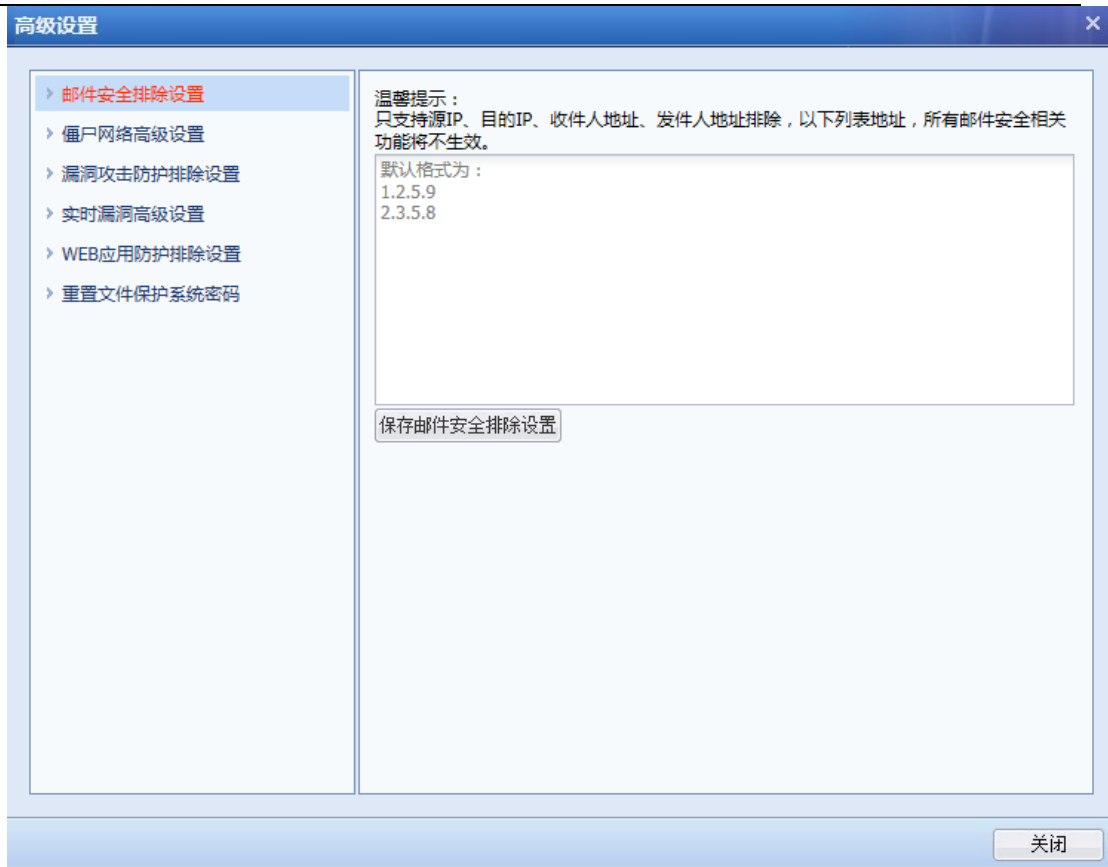 高级设置
邮件安全排除设置
僵尸网络高级设置
漏洞攻击防护排除设置
实时漏洞高级设置
WEB应用防护排除设置
重置文件保护系统密码
温馨提示：
只支持源IP、目的IP、收件人地址、发件人地址排除，以下列表地址，所有邮件安全相关
功能将不生效。
默认格式为：
1.2.5.9
2.3.5.8
保存邮件安全排除设置
关闭